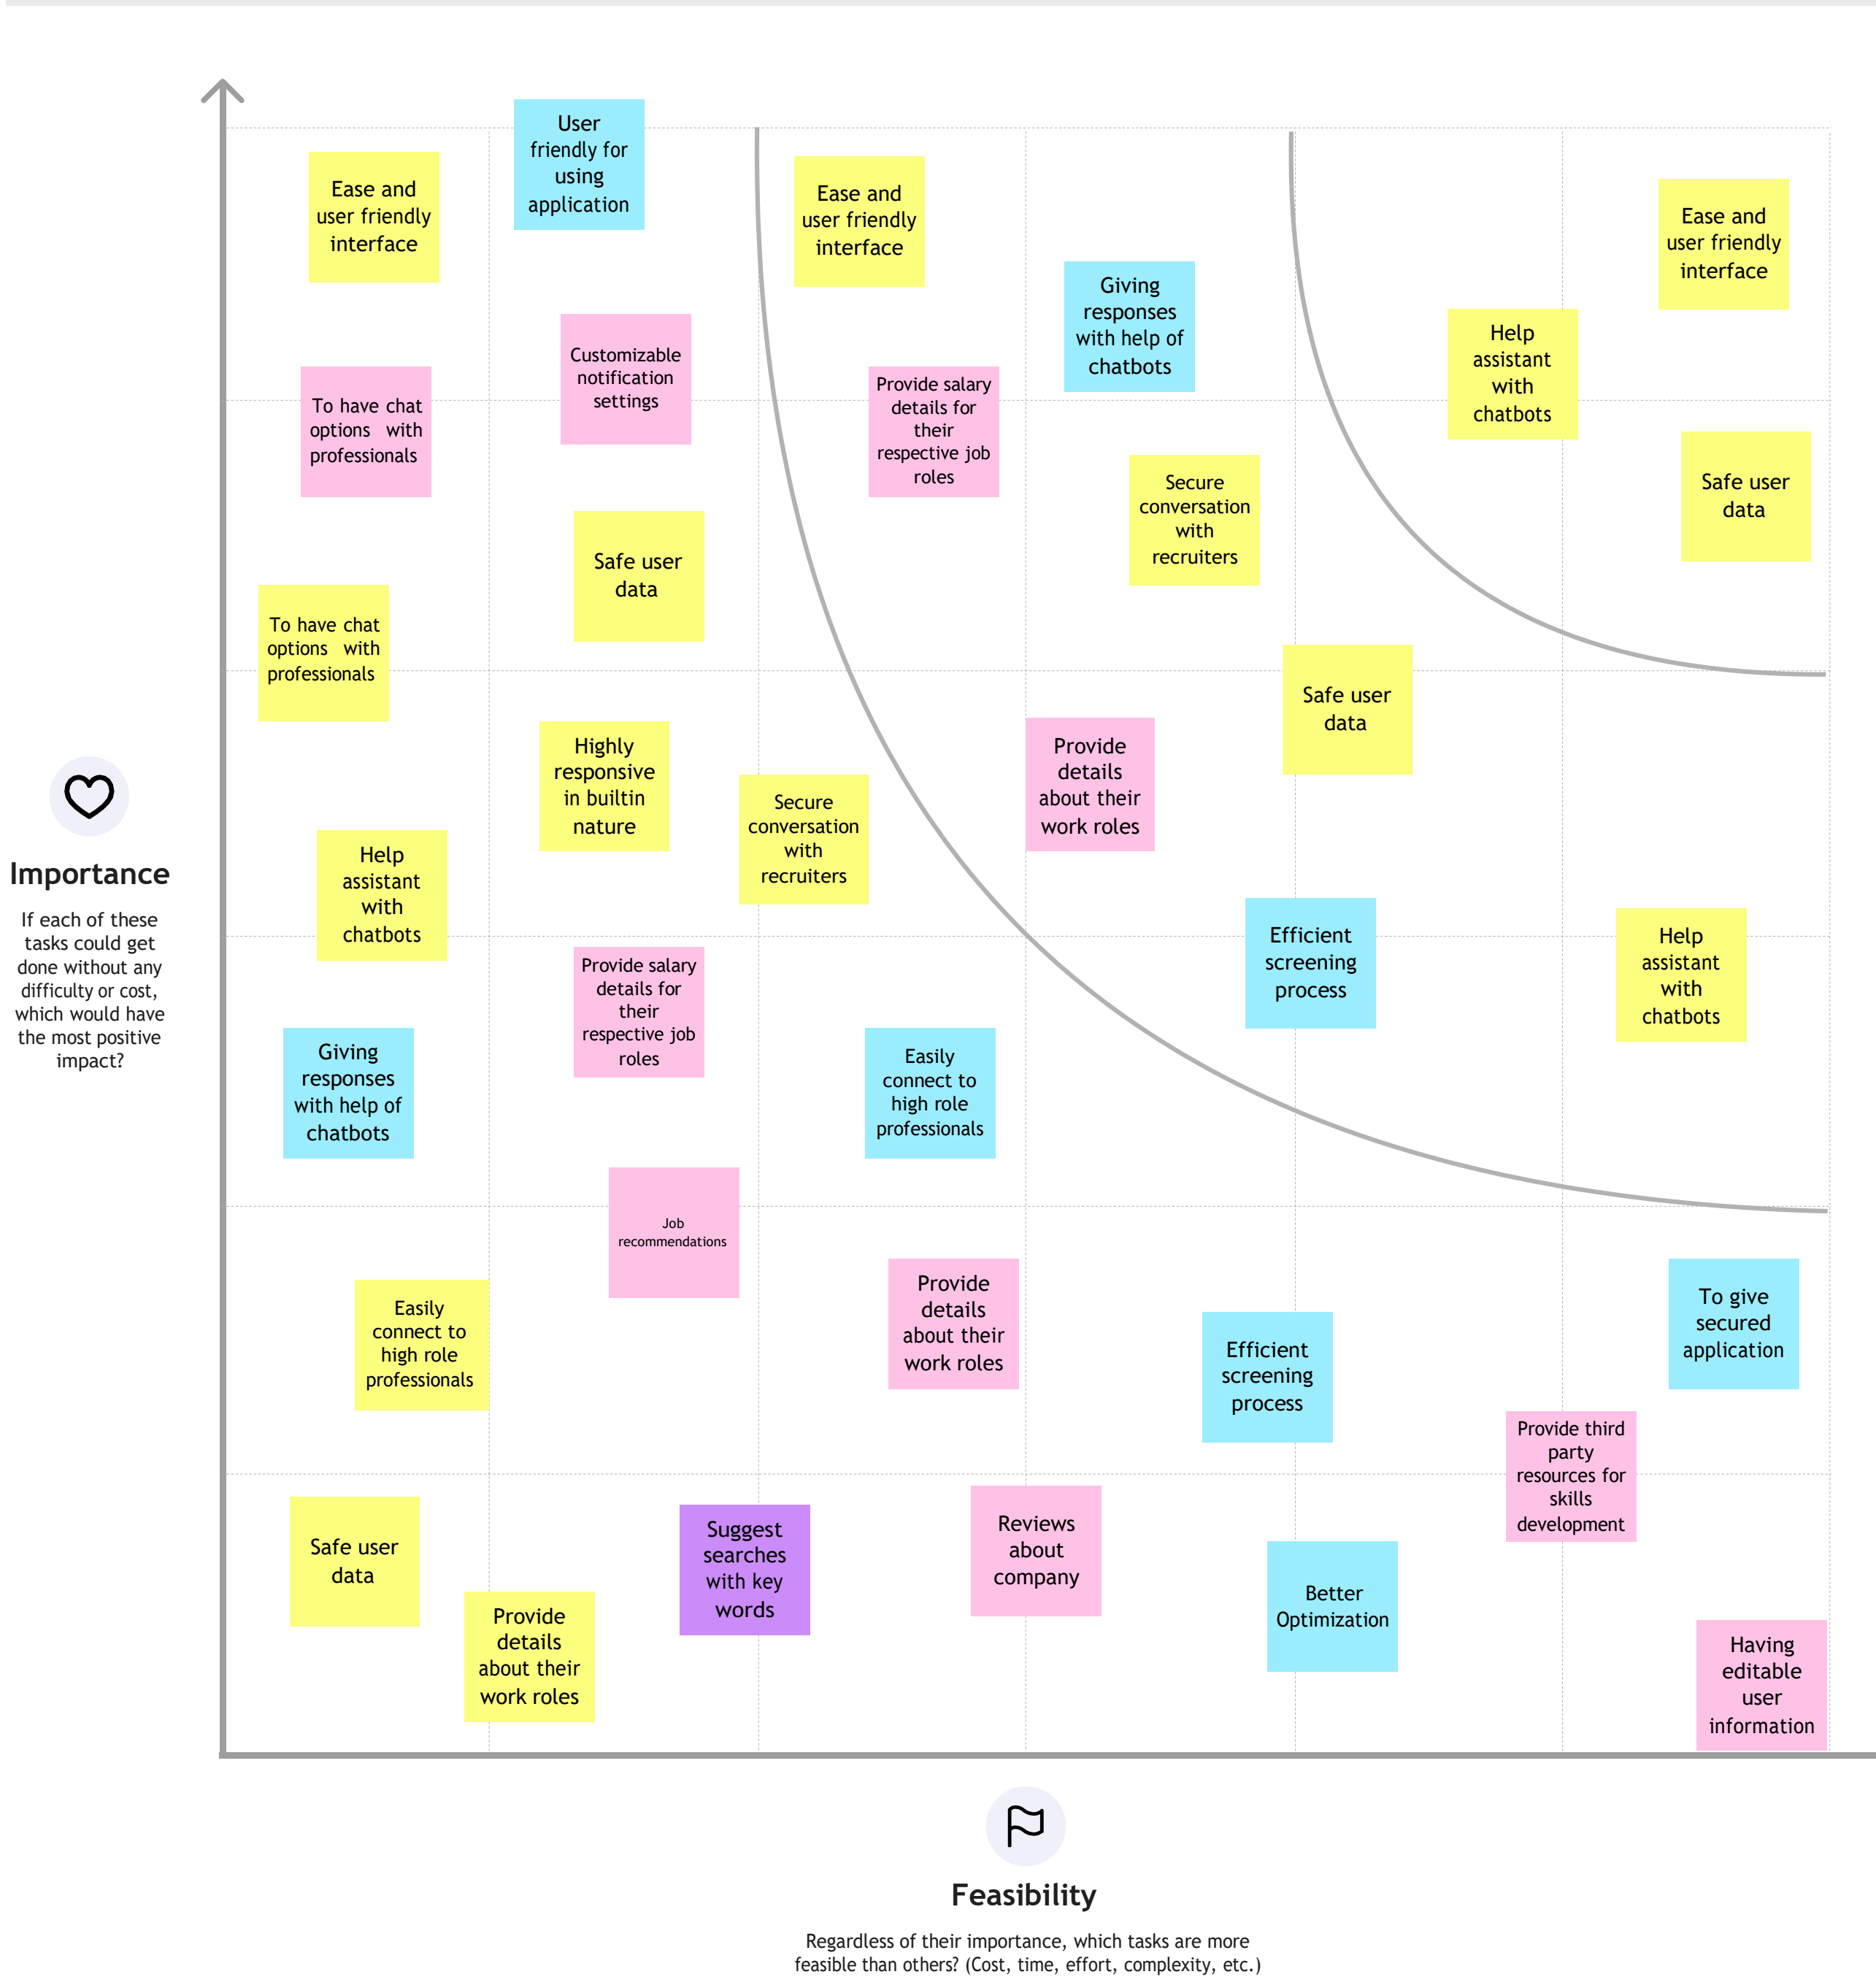 User
friendly for
using
application
Ease and
user friendly
interface
Ease and
user friendly
interface
Ease and
user friendly
interface
Giving
responses
with help of
chatbots
Help
assistant
with
chatbots
Customizable
notification
settings
To have chat
options with
professionals
Provide salary
details for
their
respective job
roles
Secure
conversation
with
recruiters
Safe user
data
Safe user
data
To have chat
options with
professionals
Safe user
data
Highly
responsive
in builtin
nature
Provide
details
about their
work roles
Secure
conversation
with
recruiters
Help
assistant
with
chatbots
Importance
If each of these
tasks could get
done without any
difficulty or cost,
which would have
the most positive
impact?
Efficient
screening
process
Help
assistant
with
chatbots
Provide salary
details for
their
respective job
roles
Giving
responses
with help of
chatbots
Easily
connect to
high role
professionals
Job
recommendations
Easily
connect to
high role
professionals
Provide
details
about their
work roles
Efficient
screening
process
To give
secured
application
Provide third
party
resources for
skills
development
Safe user
data
Suggest
searches
with key
words
Reviews
about
company
Better
Optimization
Provide
details
about their
work roles
Having
editable
user
information
Feasibility
Regardless of their importance, which tasks are more
feasible than others? (Cost, time, effort, complexity, etc.)